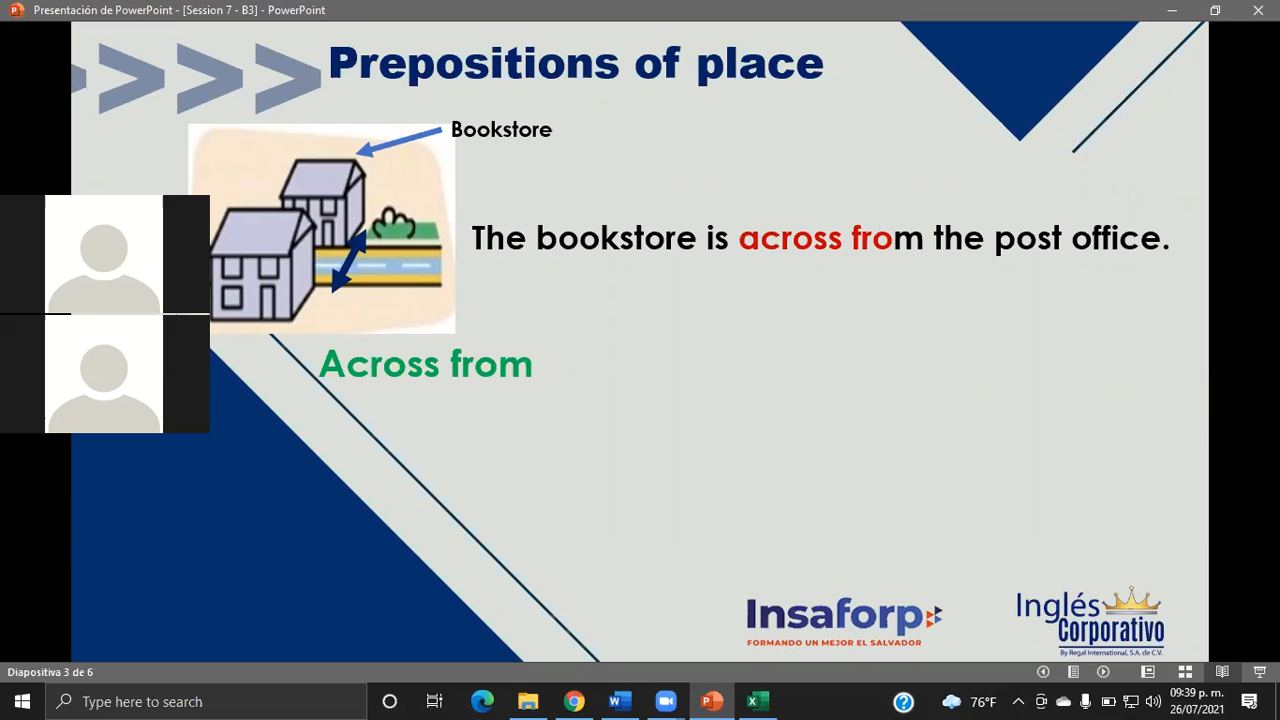 Presentación de PowerPoint - [Session 7 - B3] - PowerPoint
Prepositions of place
Bookstore
The bookstore is across from the post office.
Across from
Insaforp
FORMANDO UN MEJOR EL SALVADOR
Inglés
Corporativo
By Regal International, S.A. de C.V.
Diapositiva 3 de 6
Type here to search
76°F
09:39 p. m.
26/07/2021